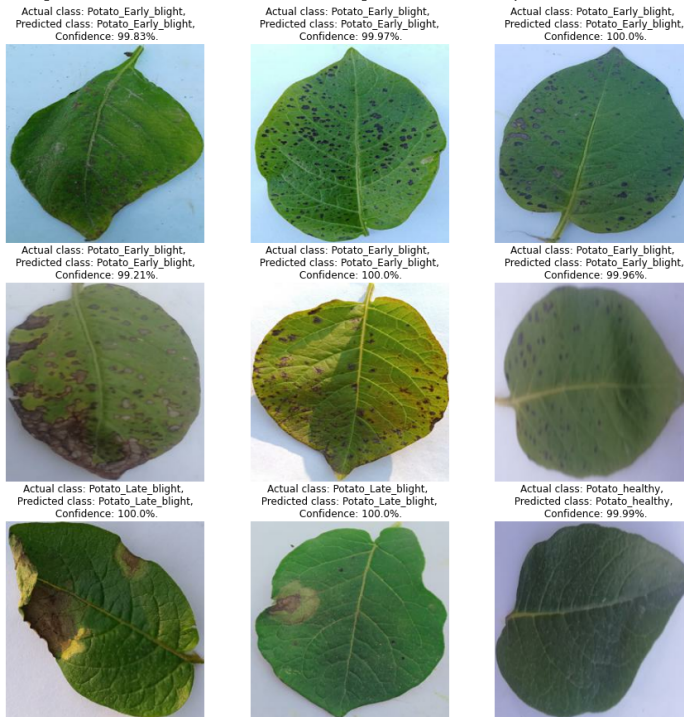 Actual class: Potato_Early_blight,
Predicted class: Potato_Early_blight,
Confidence: 99.83%.
Actual class: Potato_Early_blight,
Predicted class: Potato_Early_blight,
Confidence: 99.97%.
Actual class: Potato_Early_blight,
Predicted class: Potato_Early_blight,
Confidence: 100.0%.
Actual class: Potato_Early_blight,
Predicted class: Potato_Early_blight,
Confidence: 99.21%.
Actual class: Potato_Early_blight,
Predicted class: Potato_Early_blight,
Confidence: 100.0%.
Actual class: Potato_Early_blight,
Predicted class: Potato_Early_blight,
Confidence: 99.96%.
Actual class: Potato_Late_blight,
Predicted class: Potato_Late_blight,
Confidence: 100.0%.
Actual class: Potato_Late_blight,
Predicted class: Potato_Late_blight,
Confidence: 100.0%.
Actual class: Potato_healthy,
Predicted class: Potato_healthy,
Confidence: 99.99%.